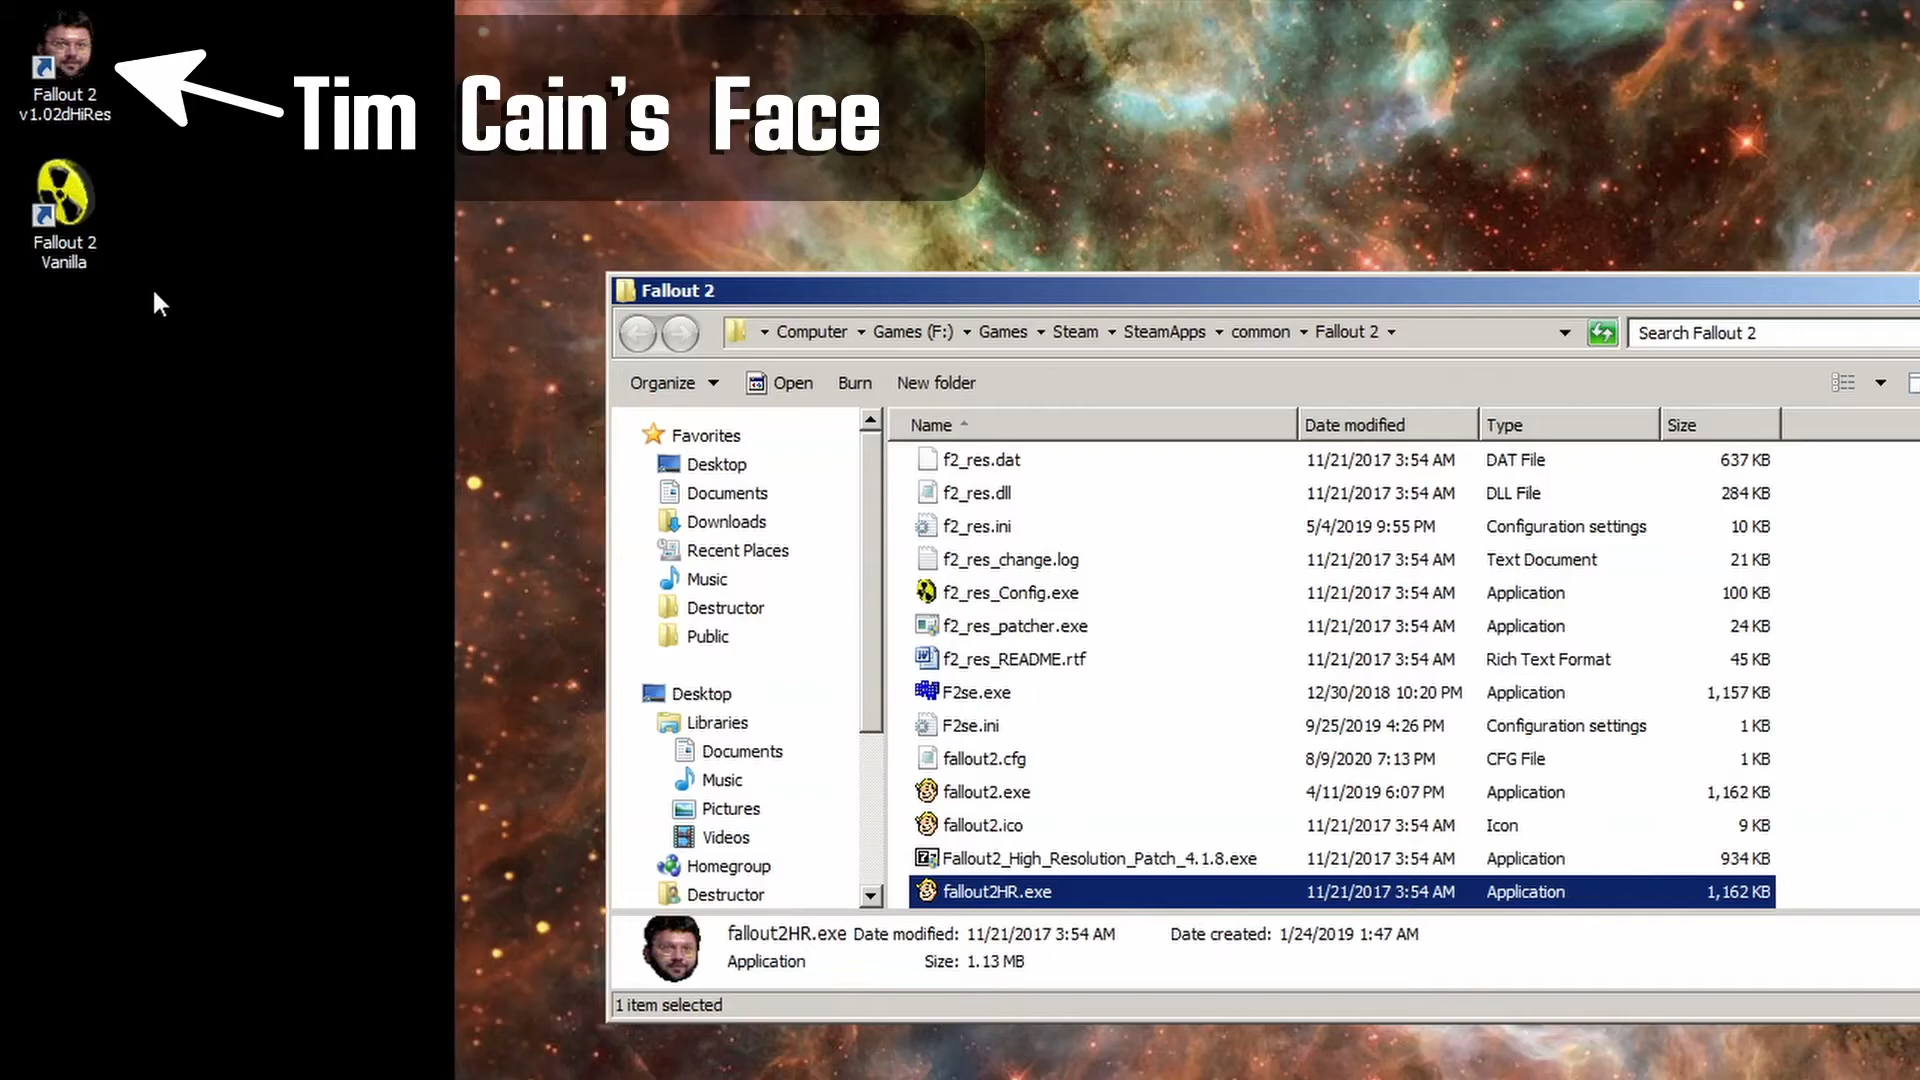 Tim Cain's Face
Fallout 2
v1.02dHiRes
Fallout 2
Vanilla
Fallout 2
Computer Games (F:) Games Steam SteamApps common Fallout 2
Search Fallout 2
Organize Open Burn New folder
Favorites
Desktop
Documents
Downloads
Recent Places
Music
Destructor
Public
Desktop
Libraries
Documents
Music
Pictures
Videos
Homegroup
Destructor
Name Date modified Type Size
f2_res.dat 11/21/2017 3:54 AM DAT File 637 KB
f2_res.dll 11/21/2017 3:54 AM DLL File 284 KB
f2_res.ini 5/4/2019 9:55 PM Configuration settings 10 KB
f2_res_change.log 11/21/2017 3:54 AM Text Document 21 KB
f2_res_Config.exe 11/21/2017 3:54 AM Application 100 KB
f2_res_patcher.exe 11/21/2017 3:54 AM Application 24 KB
f2_res_README.rtf 11/21/2017 3:54 AM Rich Text Format 45 KB
F2se.exe 12/30/2018 10:20 PM Application 1,157 KB
F2se.ini 9/25/2019 4:26 PM Configuration settings 1 KB
fallout2.cfg 8/9/2020 7:13 PM CFG File 1 KB
fallout2.exe 4/11/2019 6:07 PM Application 1,162 KB
fallout2.ico 11/21/2017 3:54 AM Icon 9 KB
Fallout2_High_Resolution_Patch_4.1.8.exe 11/21/2017 3:54 AM Application 934 KB
fallout2HR.exe 11/21/2017 3:54 AM Application 1,162 KB
fallout2HR.exe Date modified: 11/21/2017 3:54 AM Date created: 1/24/2019 1:47 AM
Application Size: 1.13 MB
1 item selected